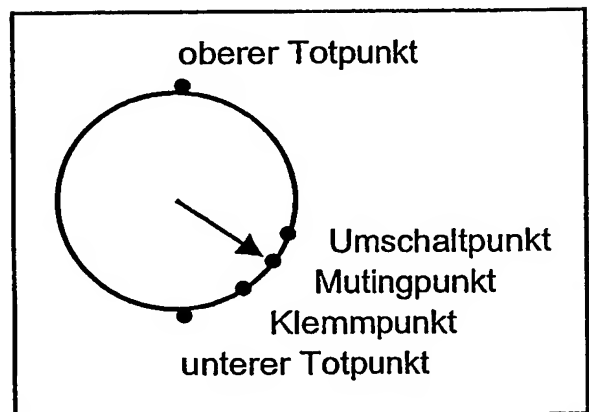 oberer Totpunkt
Umschaltpunkt
Mutingpunkt
Klemmpunkt
unterer Totpunkt